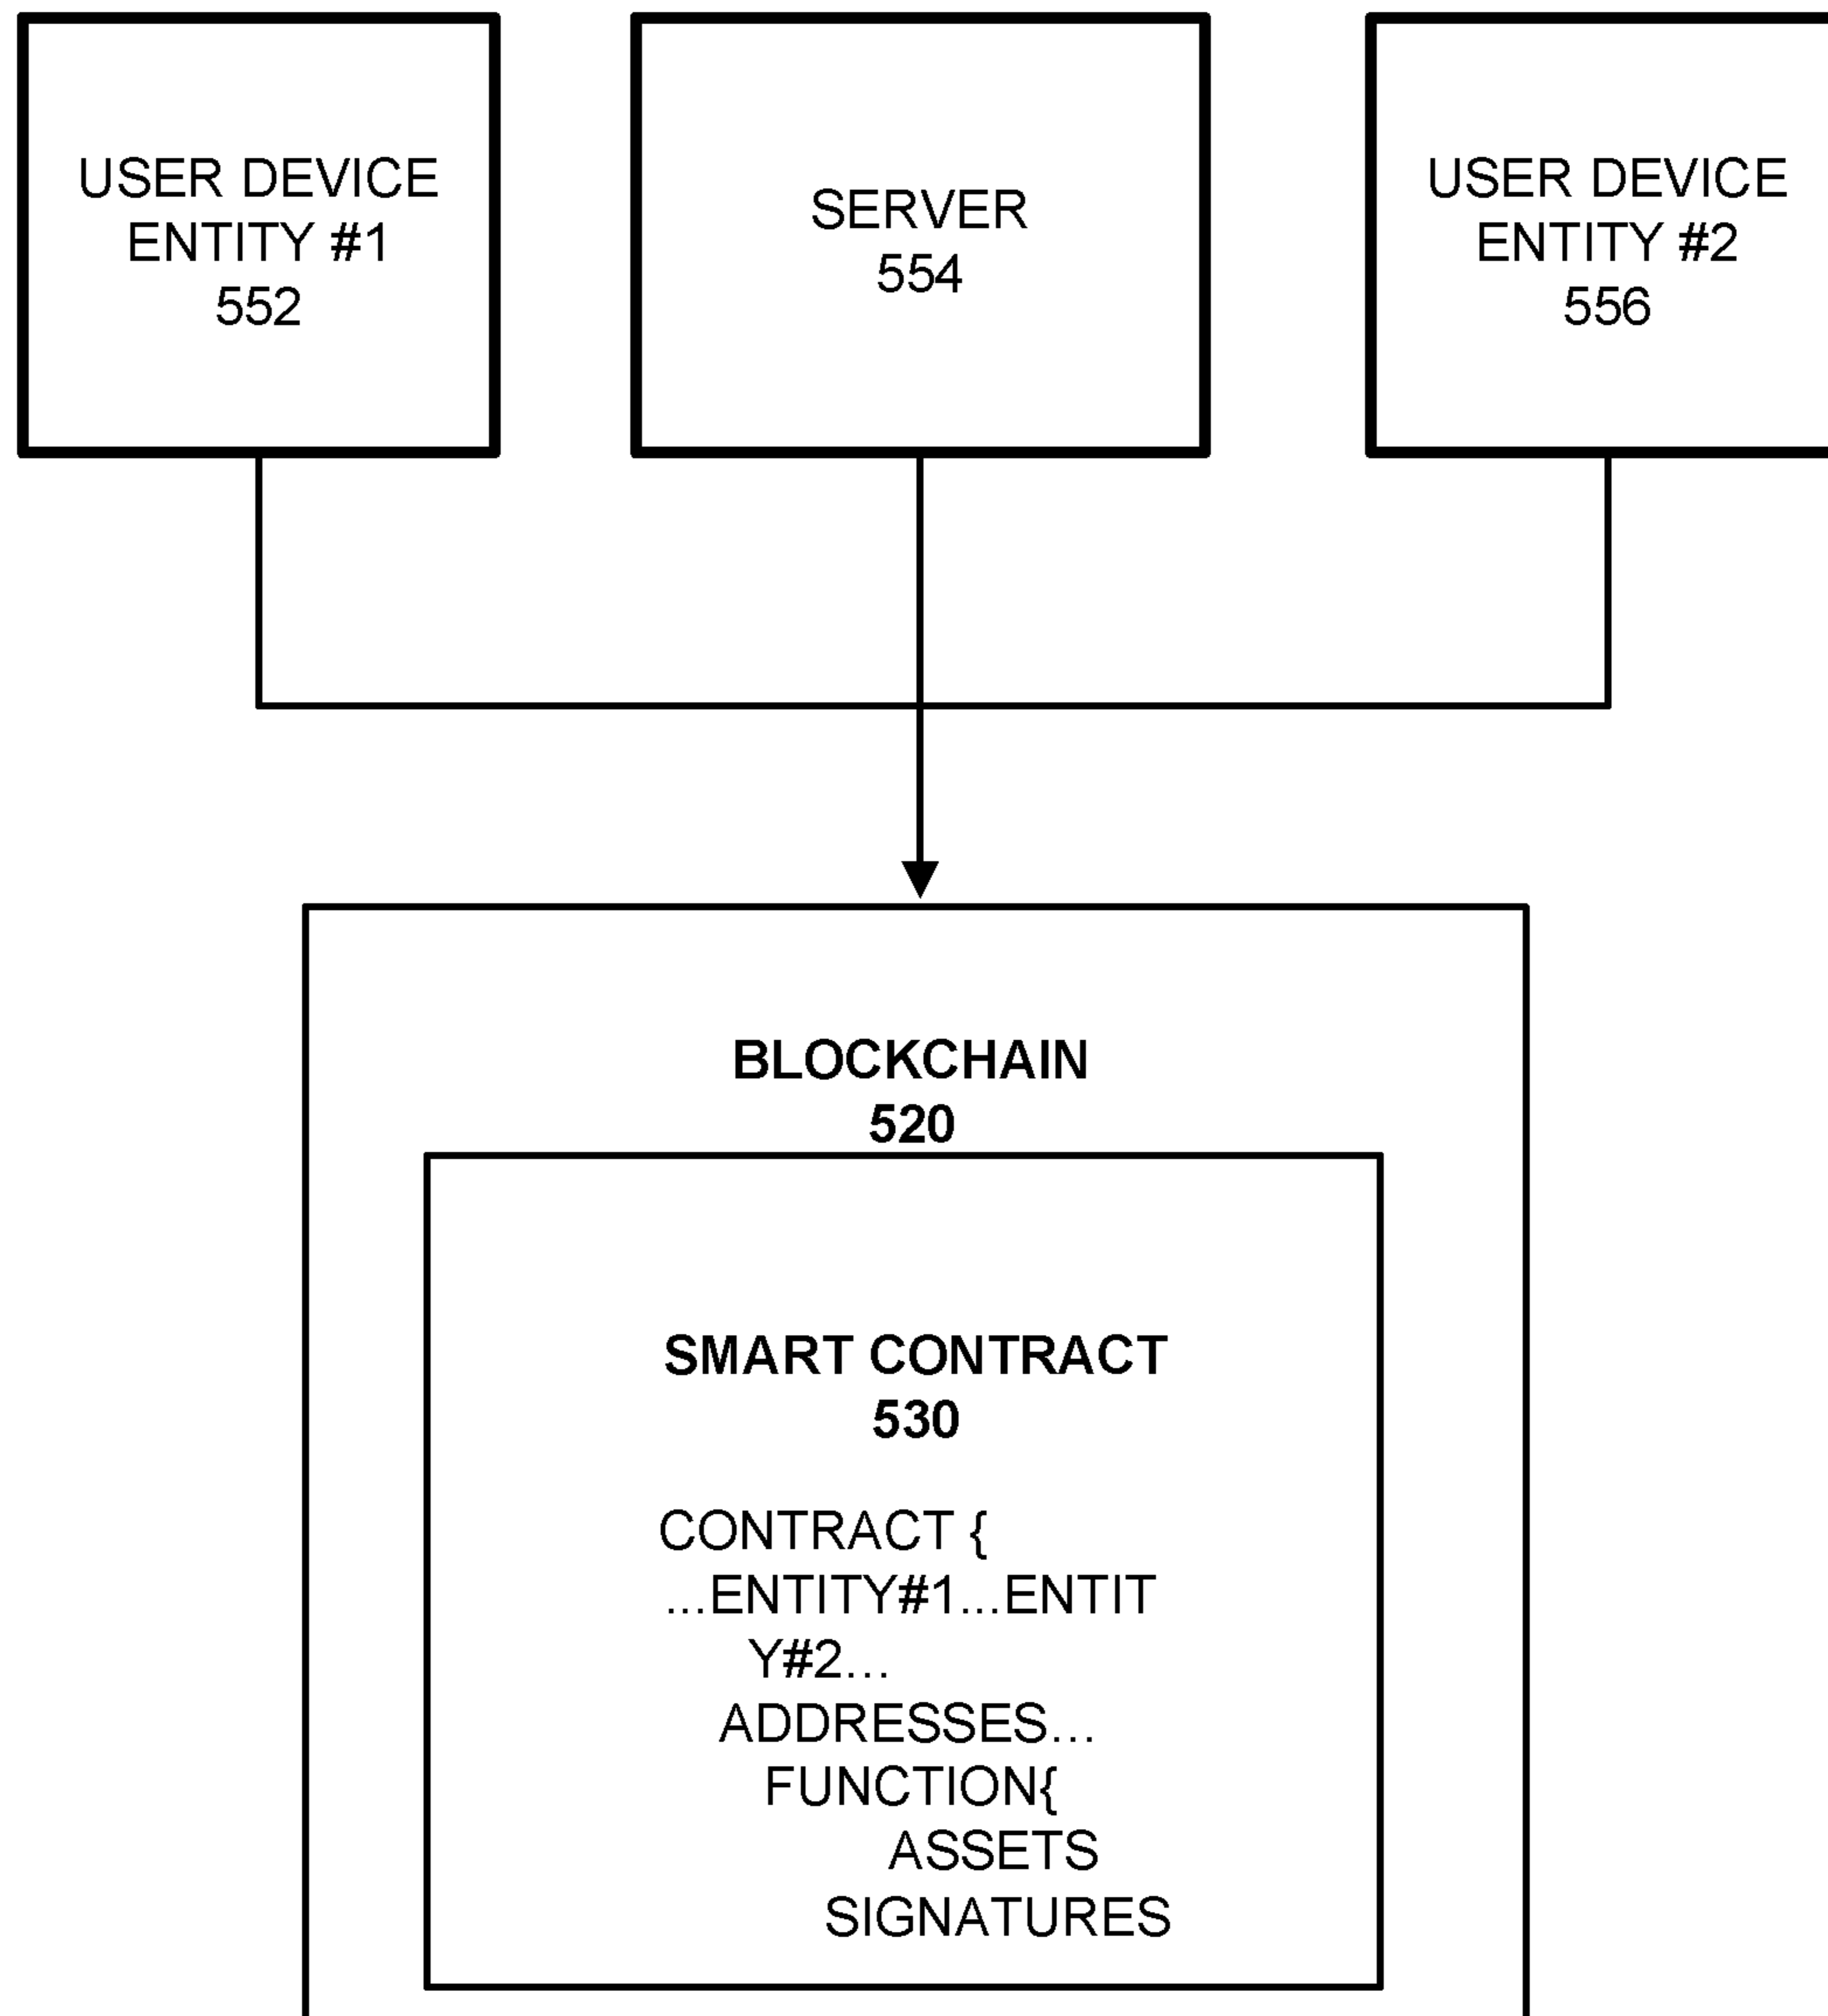 USER DEVICE
ENTITY #1
552
SERVER
554
USER DEVICE
ENTITY #2
556
BLOCKCHAIN
520
SMART CONTRACT
530
CONTRACT {
...ENTITY#1...ENTIT
Y#2...
ADDRESSES...
FUNCTION{
ASSETS
SIGNATURES